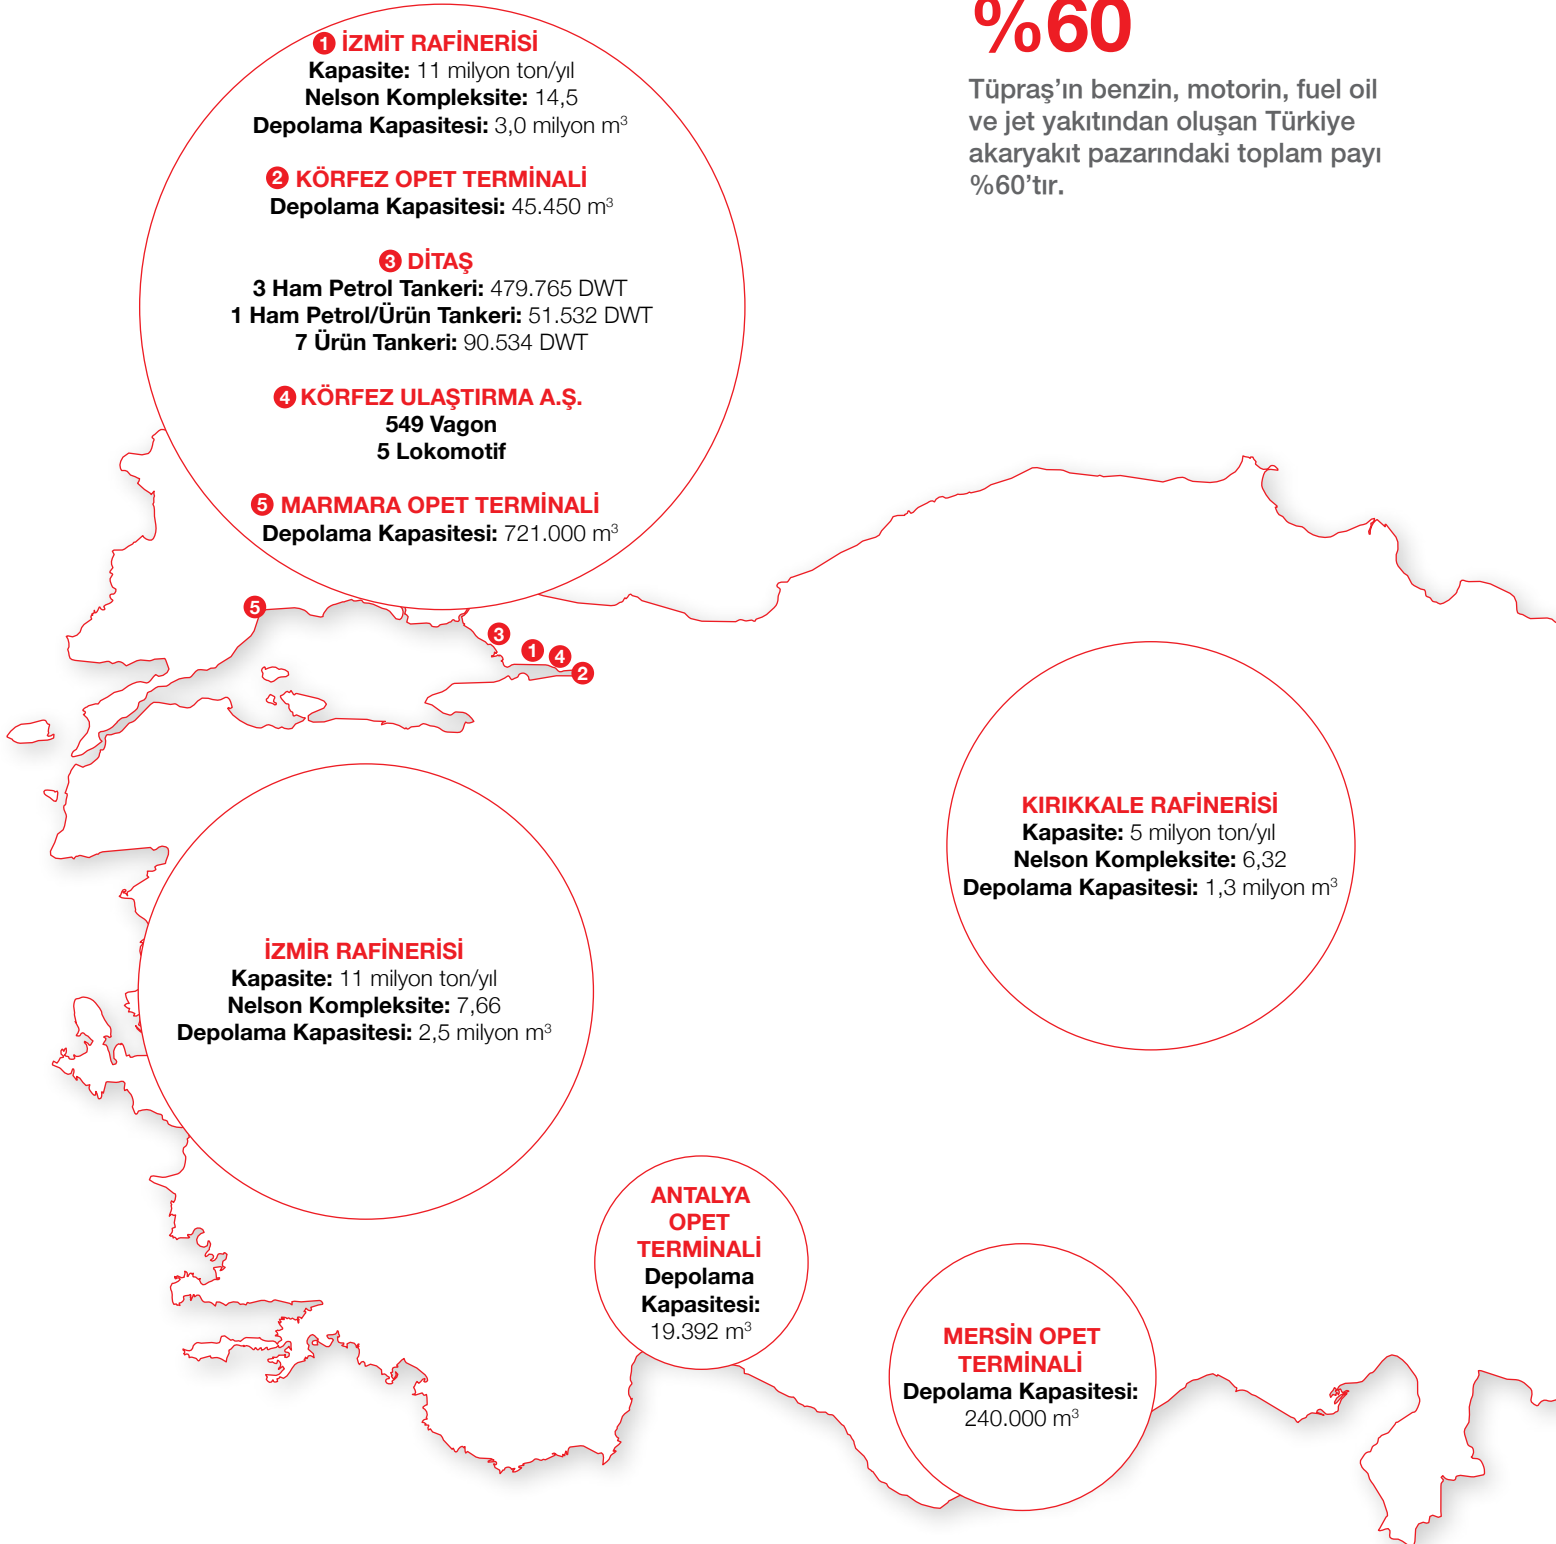 %60
Tüpraş’ın benzin, motorin, fuel oil
ve jet yakıtından oluşan Türkiye
akaryakıt pazarındaki toplam payı
%60’tır.
1 İZMİT RAFİNERİSİ
Kapasite: 11 milyon ton/yıl
Nelson Kompleksite: 14,5
Depolama Kapasitesi: 3,0 milyon m³
2 KÖRFEZ OPET TERMİNALİ
Depolama Kapasitesi: 45.450 m³
3 DİTAŞ
3 Ham Petrol Tankeri: 479.765 DWT
1 Ham Petrol/Ürün Tankeri: 51.532 DWT
7 Ürün Tankeri: 90.534 DWT
4 KÖRFEZ ULAŞTIRMA A.Ş.
549 Vagon
5 Lokomotif
5 MARMARA OPET TERMİNALİ
Depolama Kapasitesi: 721.000 m³
5
3
1
4
2
KIRIKKALE RAFİNERİSİ
Kapasite: 5 milyon ton/yıl
Nelson Kompleksite: 6,32
Depolama Kapasitesi: 1,3 milyon m³
İZMİR RAFİNERİSİ
Kapasite: 11 milyon ton/yıl
Nelson Kompleksite: 7,66
Depolama Kapasitesi: 2,5 milyon m³
ANTALYA
OPET
TERMİNALİ
Depolama
Kapasitesi:
19.392 m³
MERSİN OPET
TERMİNALİ
Depolama Kapasitesi:
240.000 m³